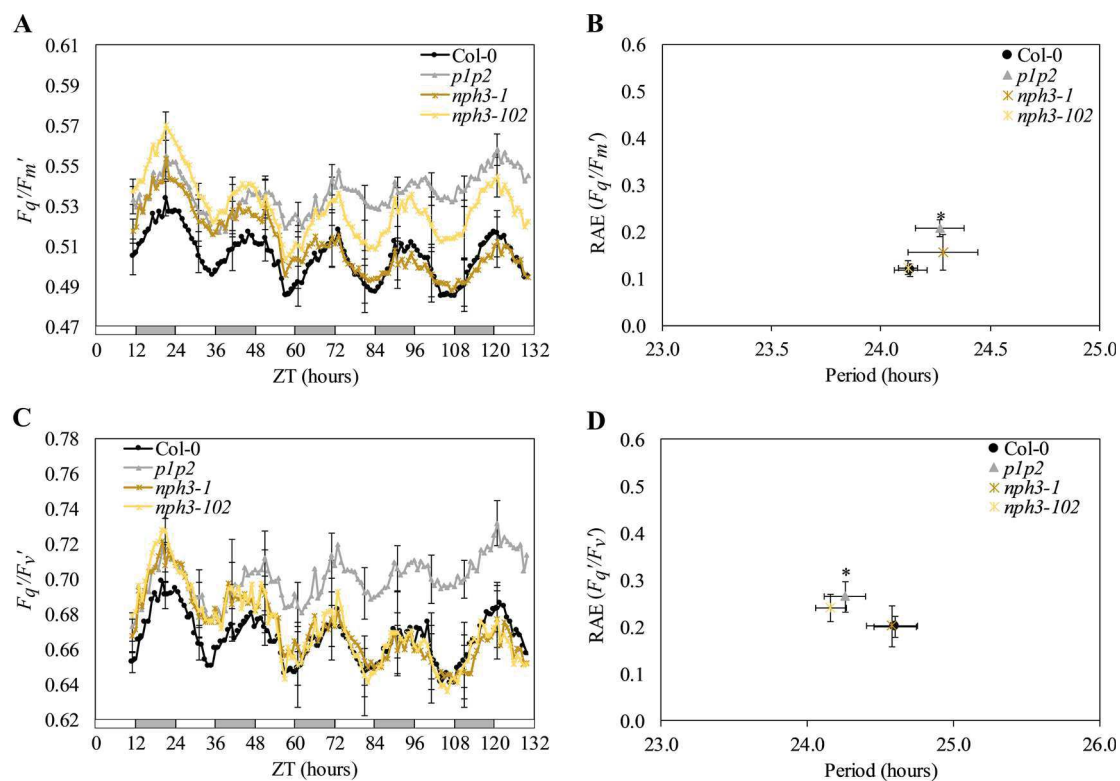 A
Fq'/Fm'
0.61
0.59
0.57
0.55
0.53
0.51
0.49
0.47
Col-0
p1p2
nph3-1
nph3-102
0 12 24 36 48 60 72 84 96 108 120 132
ZT (hours)
B
RAE (Fq'/Fm')
0.6
0.5
0.4
0.3
0.2
0.1
0.0
Col-0
p1p2
nph3-1
nph3-102
*
23.0 23.5 24.0 24.5 25.0
Period (hours)
C
Fq'/Fv'
0.78
0.76
0.74
0.72
0.70
0.68
0.66
0.64
0.62
Col-0
p1p2
nph3-1
nph3-102
0 12 24 36 48 60 72 84 96 108 120 132
ZT (hours)
D
RAE (Fq'/Fv')
0.6
0.5
0.4
0.3
0.2
0.1
0.0
Col-0
p1p2
nph3-1
nph3-102
*
23.0 24.0 25.0 26.0
Period (hours)